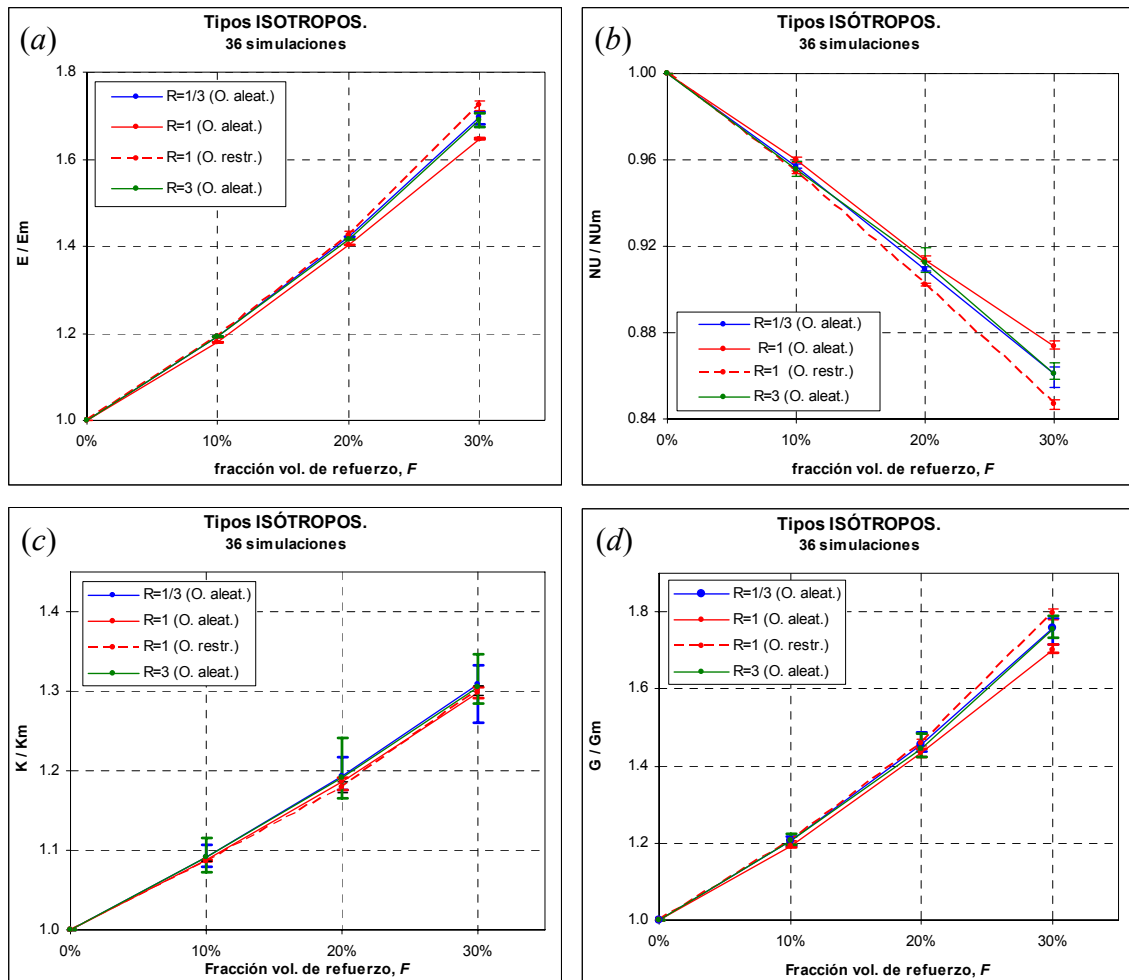 (a)
Tipos ISOTROPOS.
36 simulaciones
E / Em
1.8
1.6
1.4
1.2
1.0
R=1/3 (O. aleat.)
R=1 (O. aleat.)
R=1 (O. restr.)
R=3 (O. aleat.)
0%
10%
20%
30%
fracción vol. de refuerzo, F
(b)
Tipos ISÓTROPOS.
36 simulaciones
NU / NUm
1.00
0.96
0.92
0.88
0.84
R=1/3 (O. aleat.)
R=1 (O. aleat.)
R=1 (O. restr.)
R=3 (O. aleat.)
0%
10%
20%
30%
fracción vol. de refuerzo, F
(c)
Tipos ISÓTROPOS.
36 simulaciones
K / Km
1.4
1.3
1.2
1.1
1.0
R=1/3 (O. aleat.)
R=1 (O. aleat.)
R=1 (O. restr.)
R=3 (O. aleat.)
0%
10%
20%
30%
Fracción vol. de refuerzo, F
(d)
Tipos ISÓTROPOS.
36 simulaciones
G / Gm
1.8
1.6
1.4
1.2
1.0
R=1/3 (O. aleat.)
R=1 (O. aleat.)
R=1 (O. restr.)
R=3 (O. aleat.)
0%
10%
20%
30%
Fracción vol. de refuerzo, F